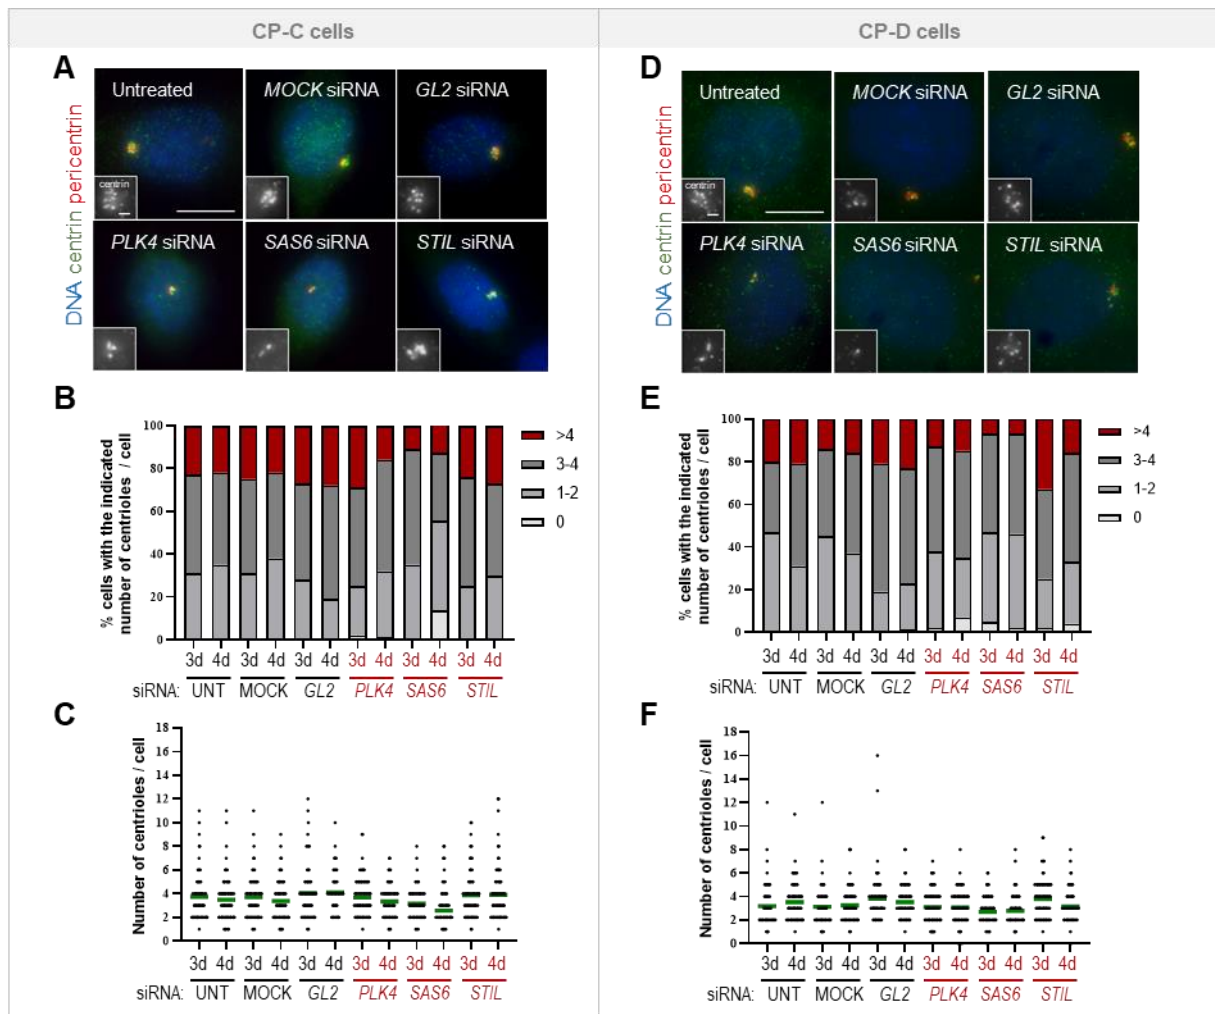 CP-C cells
CP-D cells
A
DNA centrin pericentrin
Untreated
MOCK siRNA
GL2 siRNA
centrin
PLK4 siRNA
SAS6 siRNA
STIL siRNA
D
DNA centrin pericentrin
Untreated
MOCK siRNA
GL2 siRNA
centrin
PLK4 siRNA
SAS6 siRNA
STIL siRNA
B
% cells with the indicated
number of centrioles / cell
100
80
60
40
20
0
>4
3-4
1-2
0
3d 4d 3d 4d 3d 4d 3d 4d 3d 4d 3d 4d
siRNA: UNT MOCK GL2 PLK4 SAS6 STIL
E
% cells with the indicated
number of centrioles / cell
100
80
60
40
20
0
>4
3-4
1-2
0
3d 4d 3d 4d 3d 4d 3d 4d 3d 4d 3d 4d
siRNA: UNT MOCK GL2 PLK4 SAS6 STIL
C
Number of centrioles / cell
18
16
14
12
10
8
6
4
2
0
3d 4d 3d 4d 3d 4d 3d 4d 3d 4d 3d 4d
siRNA: UNT MOCK GL2 PLK4 SAS6 STIL
F
Number of centrioles / cell
18
16
14
12
10
8
6
4
2
0
3d 4d 3d 4d 3d 4d 3d 4d 3d 4d 3d 4d
siRNA: UNT MOCK GL2 PLK4 SAS6 STIL